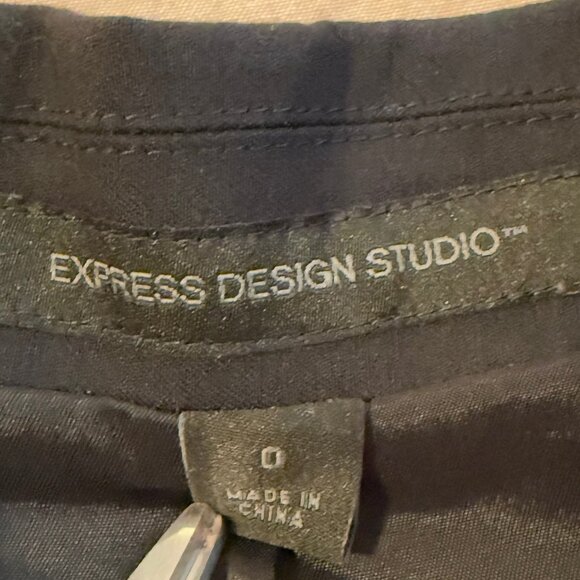 EXPRESS DESIGN STUDIO™
0
MADE IN
CHINA